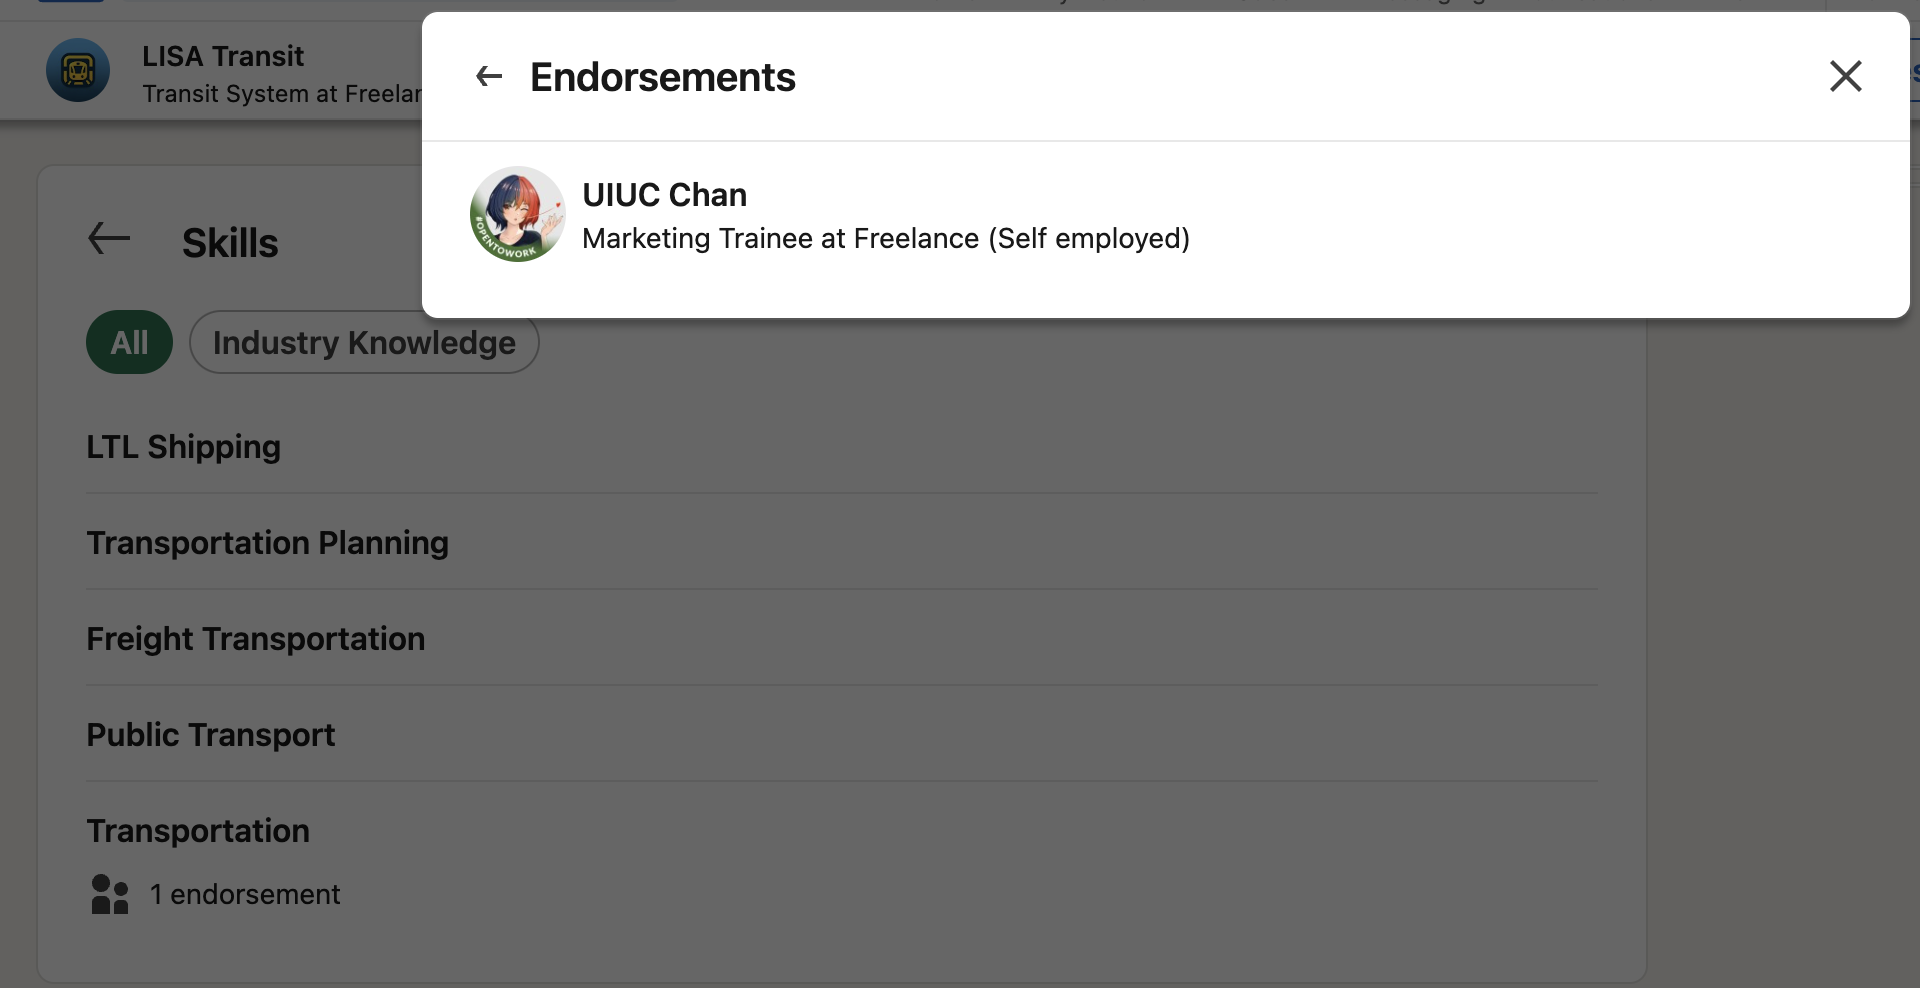 LISA Transit
Transit System at Freelan
Endorsements
UIUC Chan
Marketing Trainee at Freelance (Self employed)
#OPENTOWORK
Skills
All
Industry Knowledge
LTL Shipping
Transportation Planning
Freight Transportation
Public Transport
Transportation
1 endorsement